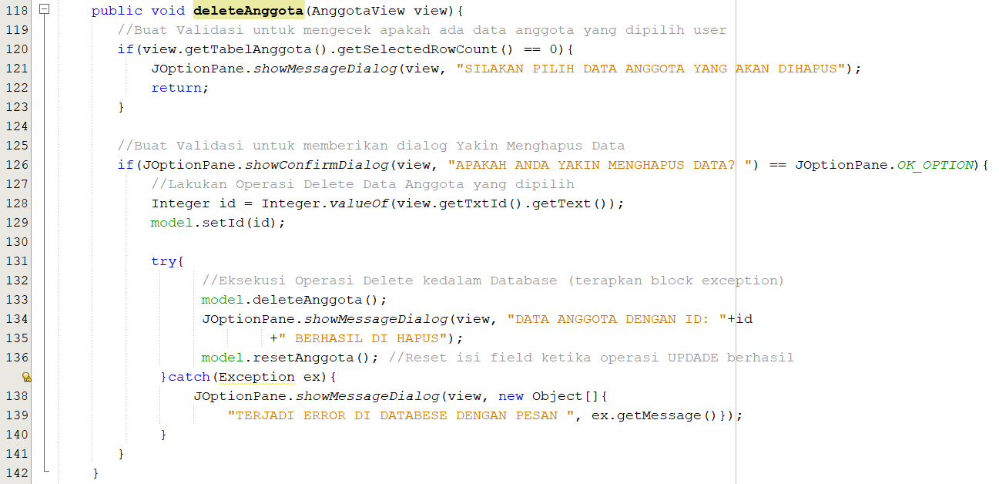 118 public void deleteAnggota(AnggotaView view){
119 //Buat Validasi untuk mengecek apakah ada data anggota yang dipilih user
120 if(view.getTabelAnggota().getSelectedRowCount() == 0){
121 JOptionPane.showMessageDialog(view, "SILAKAN PILIH DATA ANGGOTA YANG AKAN DIHAPUS");
122 return;
123 }
124
125 //Buat Validasi untuk memberikan dialog Yakin Menghapus Data
126 if(JOptionPane.showConfirmDialog(view, "APAKAH ANDA YAKIN MENGHAPUS DATA? ") == JOptionPane.OK_OPTION){
127 //Lakukan Operasi Delete Data Anggota yang dipilih
128 Integer id = Integer.valueOf(view.getTxtId().getText());
129 model.setId(id);
130
131 try{
132 //Eksekusi Operasi Delete kedalam Database (terapkan block exception)
133 model.deleteAnggota();
134 JOptionPane.showMessageDialog(view, "DATA ANGGOTA DENGAN ID: "+id
135 +" BERHASIL DI HAPUS");
136 model.resetAnggota(); //Reset isi field ketika operasi UPDADE berhasil
}catch(Exception ex){
138 JOptionPane.showMessageDialog(view, new Object[]{
139 "TERJADI ERROR DI DATABESE DENGAN PESAN ", ex.getMessage()});
140 }
141 }
142 }